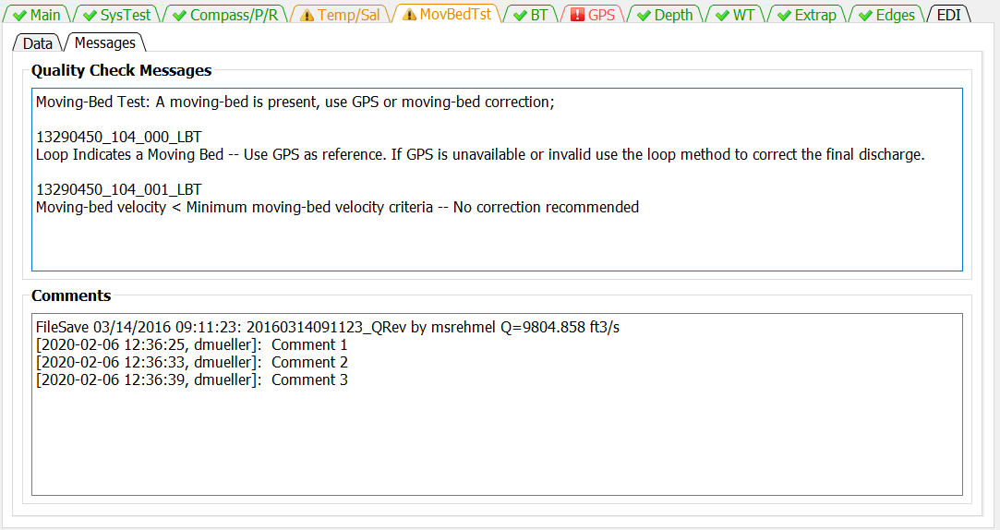 Main SysTest Compass/P/R Temp/Sal MovBedTst BT GPS Depth WT Extrap Edges EDI
Data Messages
Quality Check Messages
Moving-Bed Test: A moving-bed is present, use GPS or moving-bed correction;
13290450_104_000_LBT
Loop Indicates a Moving Bed -- Use GPS as reference. If GPS is unavailable or invalid use the loop method to correct the final discharge.
13290450_104_001_LBT
Moving-bed velocity < Minimum moving-bed velocity criteria -- No correction recommended
Comments
FileSave 03/14/2016 09:11:23: 20160314091123_QRev by msrehmel Q=9804.858 ft3/s
[2020-02-06 12:36:25, dmueller]:  Comment 1
[2020-02-06 12:36:33, dmueller]:  Comment 2
[2020-02-06 12:36:39, dmueller]:  Comment 3